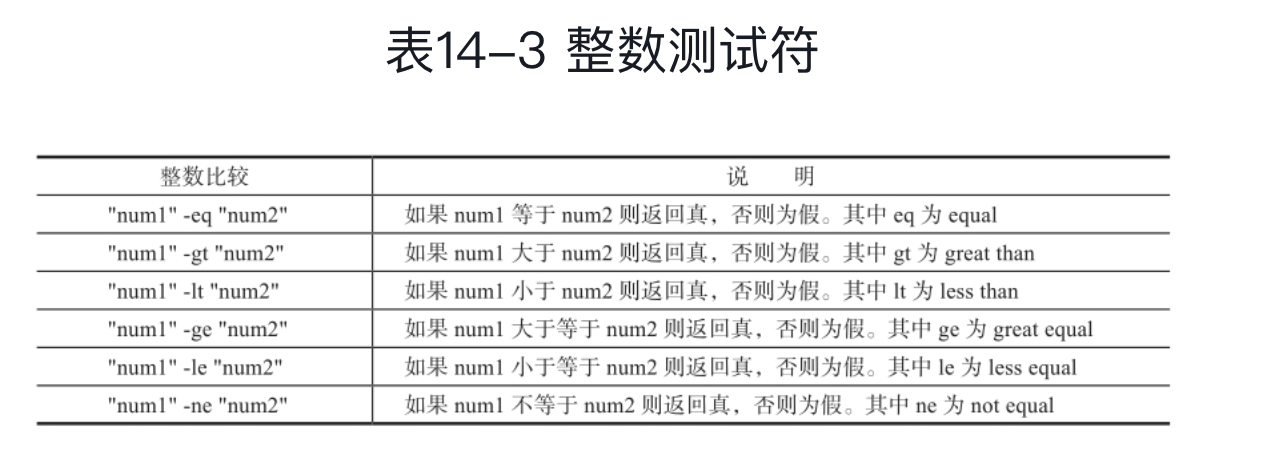 表14-3 整数测试符
整数比较 说 明
"num1" -eq "num2" 如果 num1 等于 num2 则返回真，否则为假。其中 eq 为 equal
"num1" -gt "num2" 如果 num1 大于 num2 则返回真，否则为假。其中 gt 为 great than
"num1" -lt "num2" 如果 num1 小于 num2 则返回真，否则为假。其中 lt 为 less than
"num1" -ge "num2" 如果 num1 大于等于 num2 则返回真，否则为假。其中 ge 为 great equal
"num1" -le "num2" 如果 num1 小于等于 num2 则返回真，否则为假。其中 le 为 less equal
"num1" -ne "num2" 如果 num1 不等于 num2 则返回真，否则为假。其中 ne 为 not equal